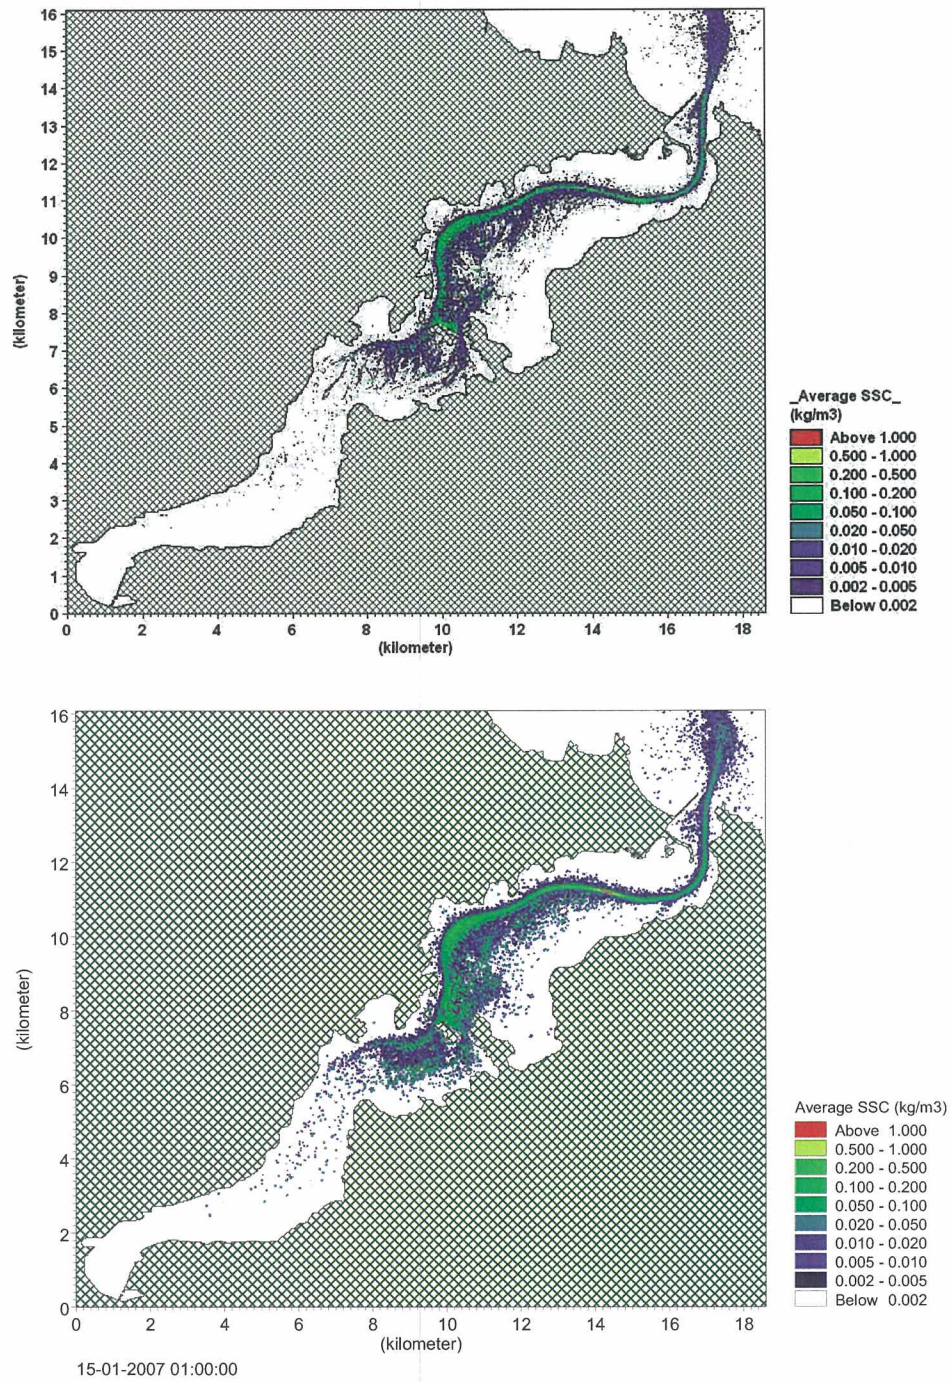 16
15
14
13
12
11
10
9
8
7
6
5
4
3
2
1
0
(kilometer)
0 2 4 6 8 10 12 14 16 18
(kilometer)
_Average SSC_
(kg/m3)
Above 1.000
0.500 - 1.000
0.200 - 0.500
0.100 - 0.200
0.050 - 0.100
0.020 - 0.050
0.010 - 0.020
0.005 - 0.010
0.002 - 0.005
Below 0.002
16
14
12
10
8
6
4
2
0
(kilometer)
0 2 4 6 8 10 12 14 16 18
(kilometer)
15-01-2007 01:00:00
Average SSC (kg/m3)
Above 1.000
0.500 - 1.000
0.200 - 0.500
0.100 - 0.200
0.050 - 0.100
0.020 - 0.050
0.010 - 0.020
0.005 - 0.010
0.002 - 0.005
Below 0.002